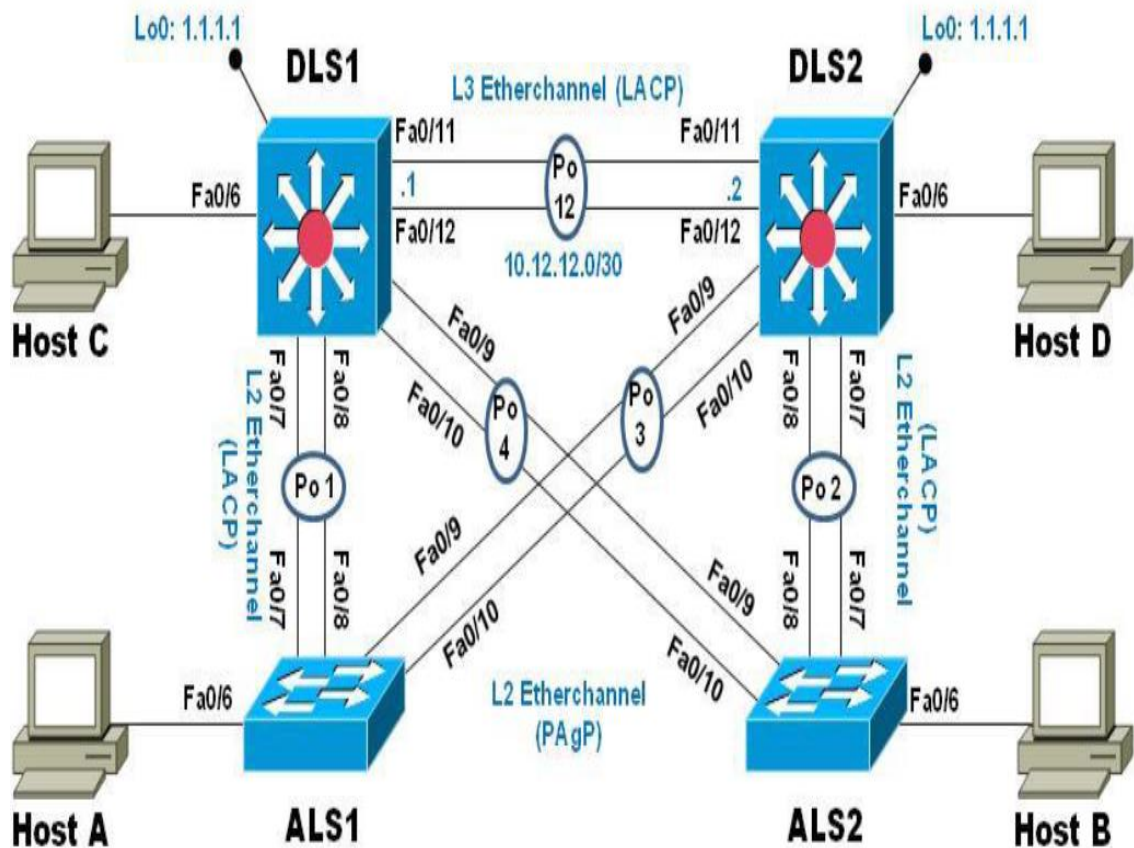 Lo0: 1.1.1.1
Lo0: 1.1.1.1
DLS1
DLS2
L3 Etherchannel (LACP)
Fa0/11
Fa0/11
Po
12
Fa0/6
.1
.2
Fa0/6
Fa0/12
Fa0/12
10.12.12.0/30
Host C
Host D
Fa0/9
Fa0/9
Fa0/10
Fa0/10
Po
4
Po
3
Fa0/7
Fa0/8
Fa0/8
Fa0/7
L2 Etherchannel
(LACP)
L2 Etherchannel
(LACP)
Po 1
Po 2
Fa0/7
Fa0/8
Fa0/9
Fa0/10
Fa0/9
Fa0/10
Fa0/8
Fa0/7
L2 Etherchannel
(PAgP)
Fa0/6
Fa0/6
Host A
ALS1
ALS2
Host B